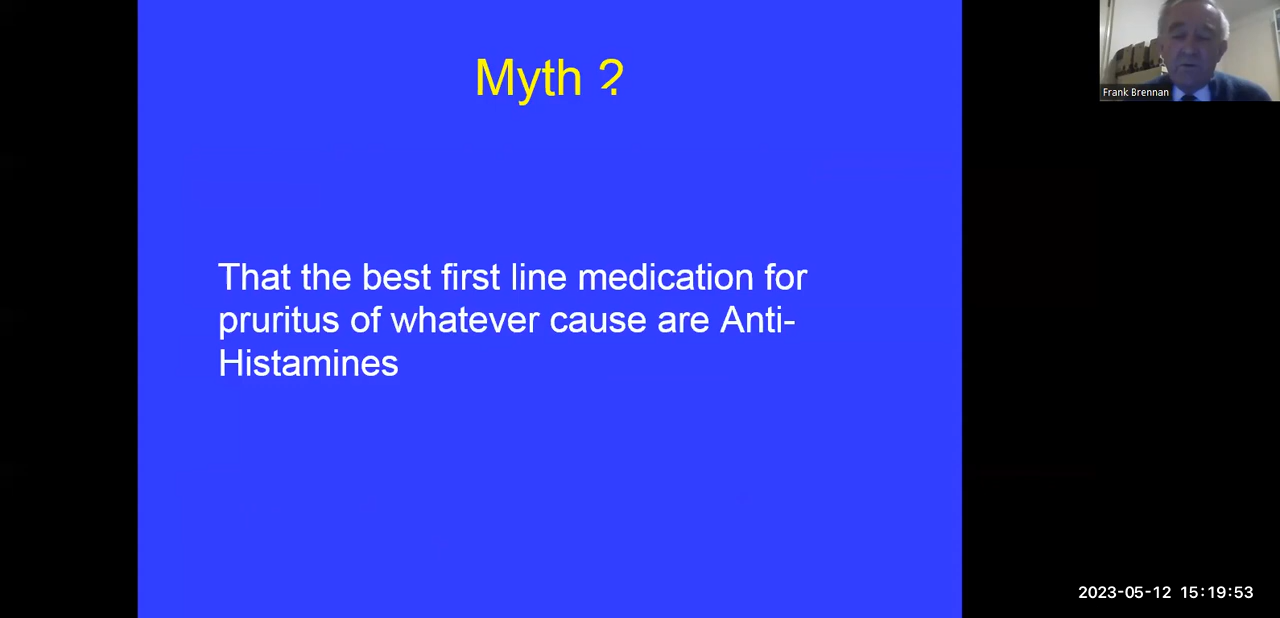 Myth ?
Frank Brennan
That the best first line medication for
pruritus of whatever cause are Anti-
Histamines
2023-05-12 15:19:53